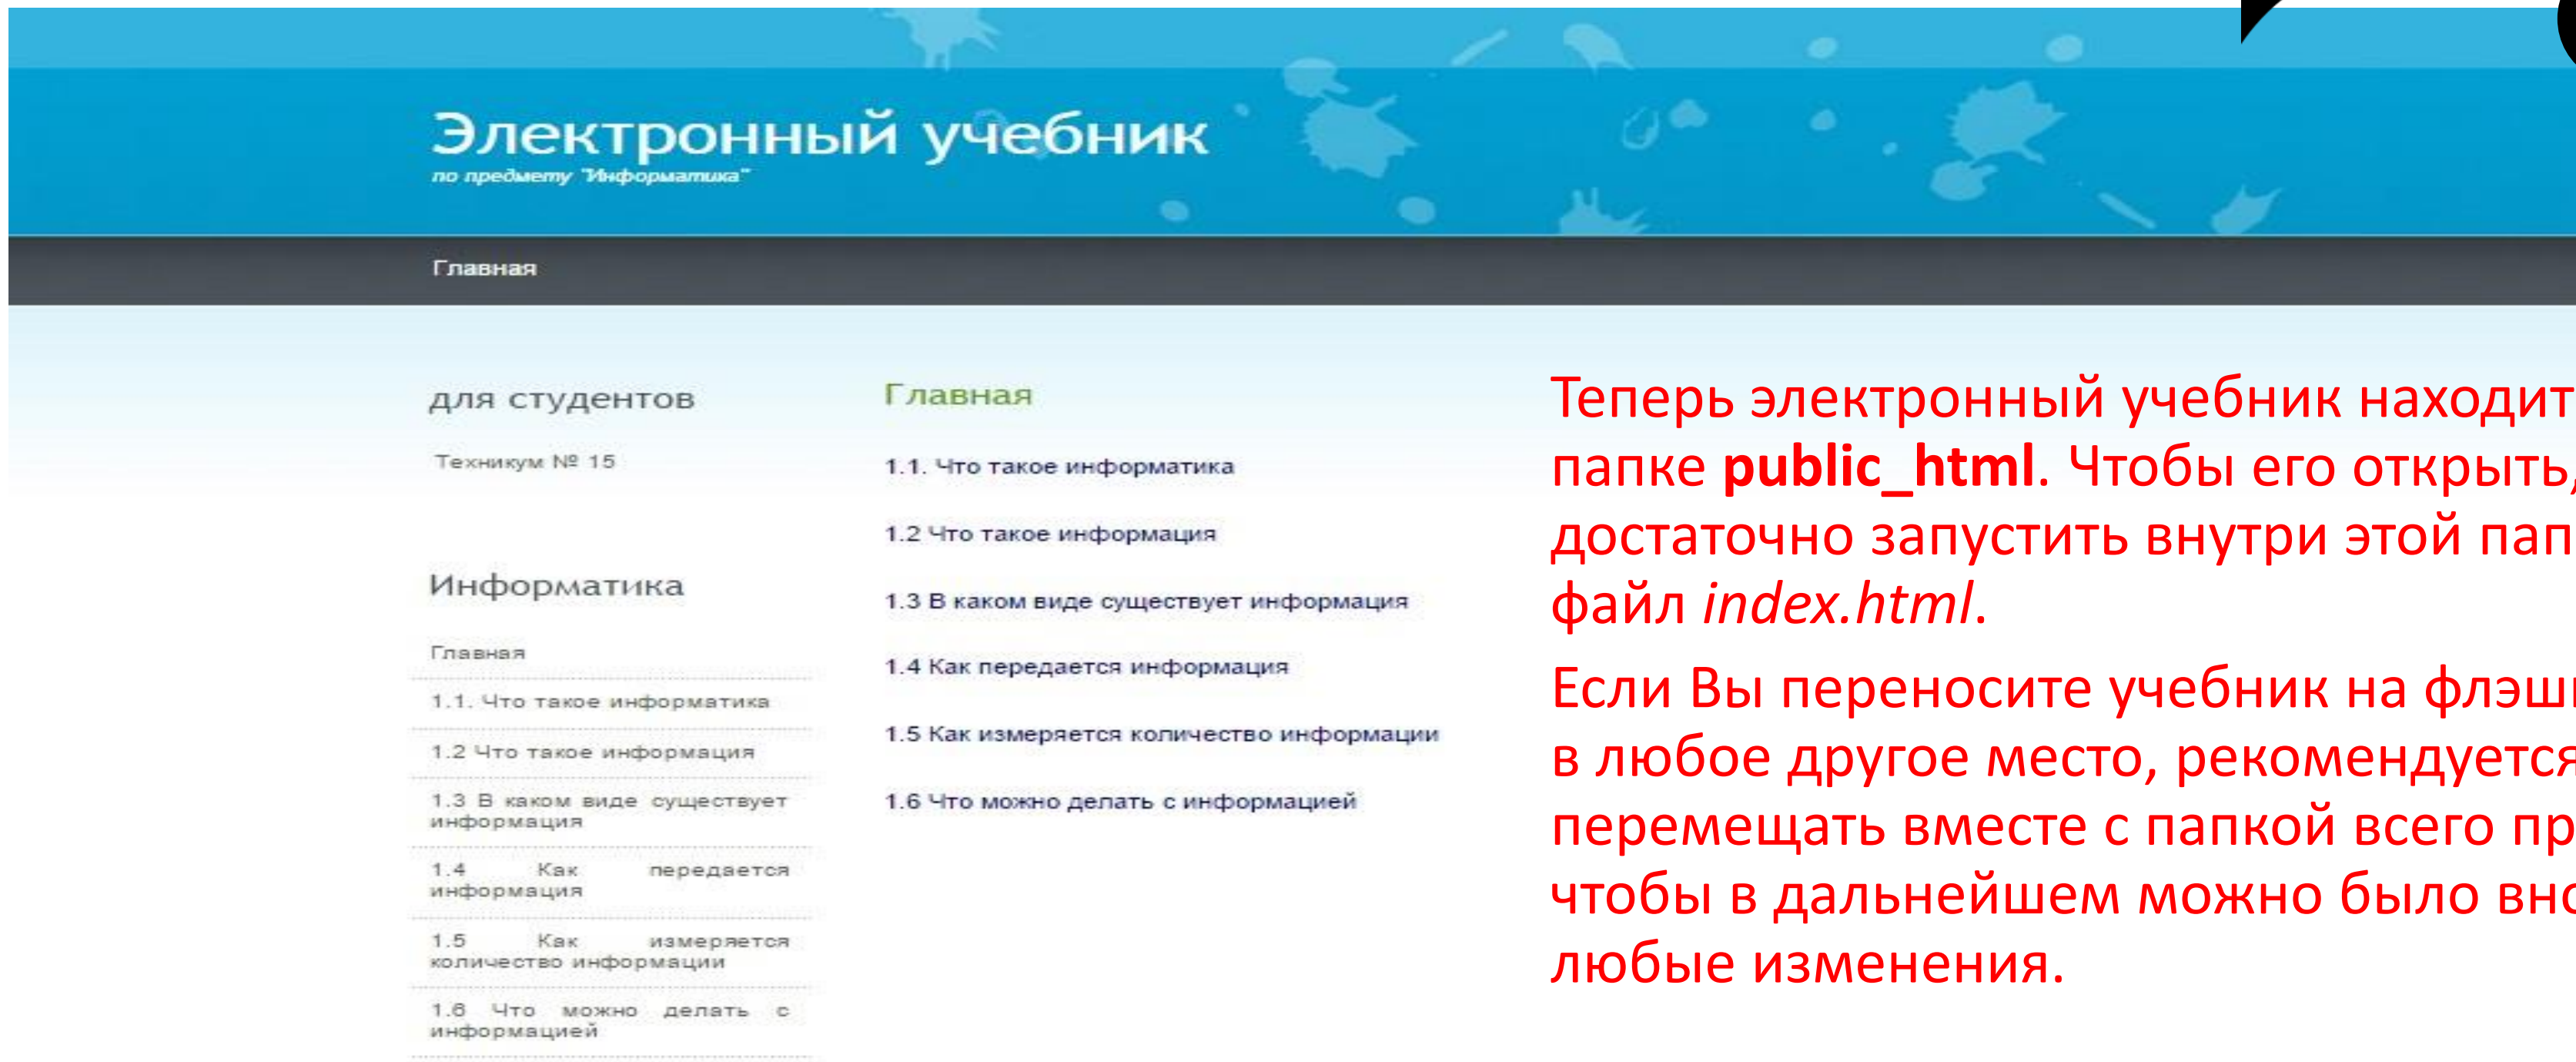 Электронный учебник
по предмету "Информатика"
Главная
для студентов
Техникум № 15
Информатика
Главная
1.1. Что такое информатика
1.2 Что такое информация
1.3 В каком виде существует
информация
1.4 Как передается
информация
1.5 Как измеряется
количество информации
1.6 Что можно делать с
информацией
Главная
1.1. Что такое информатика
1.2 Что такое информация
1.3 В каком виде существует информация
1.4 Как передается информация
1.5 Как измеряется количество информации
1.6 Что можно делать с информацией
Теперь электронный учебник
папке public_html. Чтобы его открыть,
достаточно запустить внутри этой
файл index.html.
Если Вы переносите учебник на
в любое другое место, рекомендуется
перемещать вместе с папкой всего
чтобы в дальнейшем можно было
любые изменения.